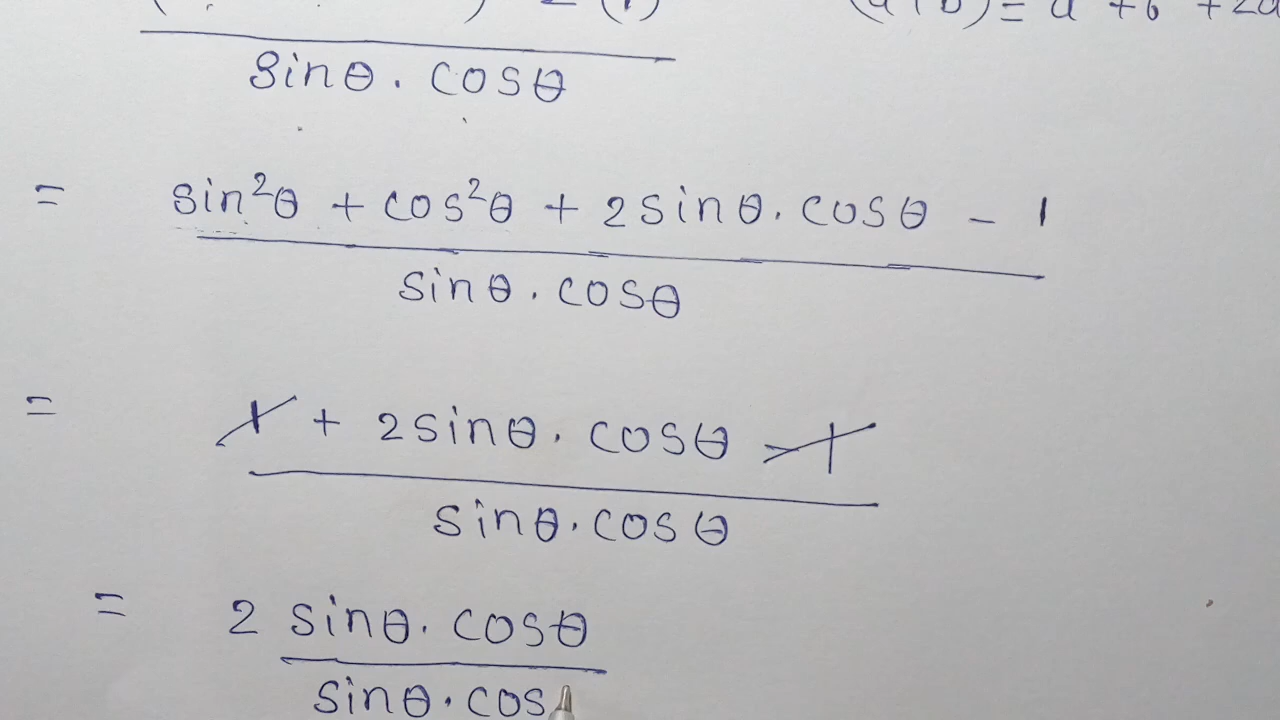 sinθ . cosθ
= sin²θ + cos²θ + 2sinθ. cosθ - 1
sinθ . cosθ
= 1 + 2sinθ. cosθ - 1
sinθ. cosθ
= 2 sinθ. cosθ
sinθ. cos